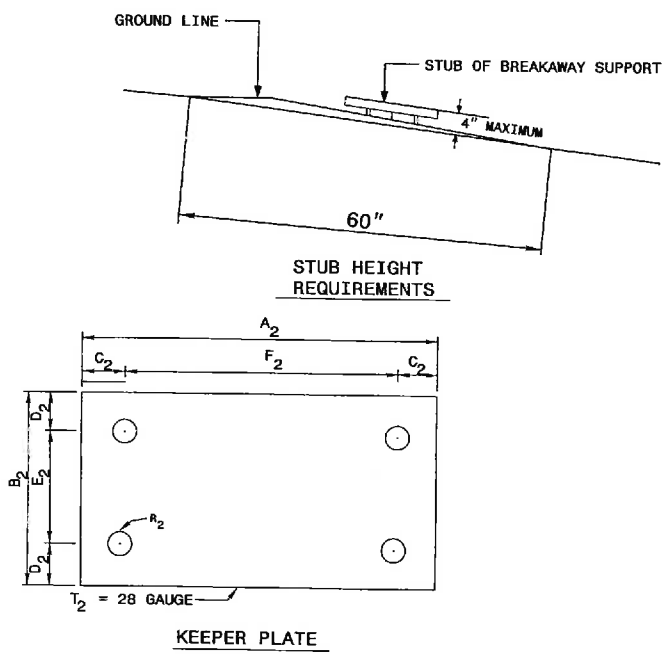 GROUND LINE
STUB OF BREAKAWAY SUPPORT
4" MAXIMUM
60"
STUB HEIGHT
REQUIREMENTS
A2
C2
F2
C2
D2
B2
E2
R2
D2
T2 = 28 GAUGE
KEEPER PLATE